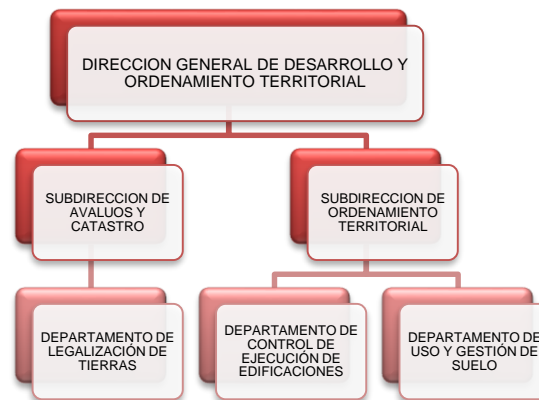 DIRECCION GENERAL DE DESARROLLO Y
ORDENAMIENTO TERRITORIAL
SUBDIRECCION DE
AVALUOS Y
CATASTRO
SUBDIRECCION DE
ORDENAMIENTO
TERRITORIAL
DEPARTAMENTO DE
LEGALIZACIÓN DE
TIERRAS
DEPARTAMENTO DE
CONTROL DE
EJECUCIÓN DE
EDIFICACIONES
DEPARTAMENTO DE
USO Y GESTIÓN DE
SUELO